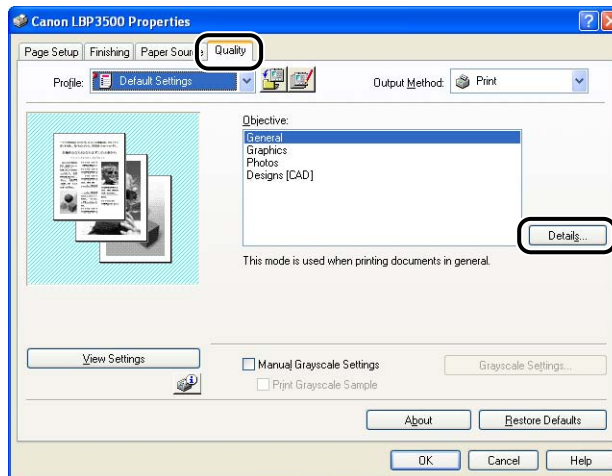 Canon LBP3500 Properties
Page Setup Finishing Paper Source Quality
Profile: Default Settings Output Method: Print
Objective:
General
Graphics
Photos
Designs [CAD]
Details...
This mode is used when printing documents in general.
View Settings
Manual Grayscale Settings Grayscale Settings...
Print Grayscale Sample
About Restore Defaults
OK Cancel Help